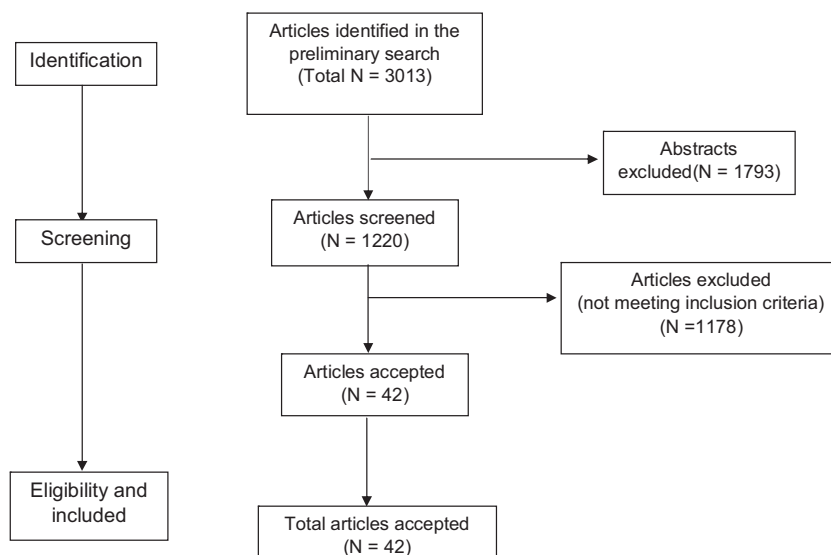 Identification
Articles identified in the
preliminary search
(Total N = 3013)
Abstracts
excluded(N = 1793)
Screening
Articles screened
(N = 1220)
Articles excluded
(not meeting inclusion criteria)
(N =1178)
Articles accepted
(N = 42)
Eligibility and
included
Total articles accepted
(N = 42)